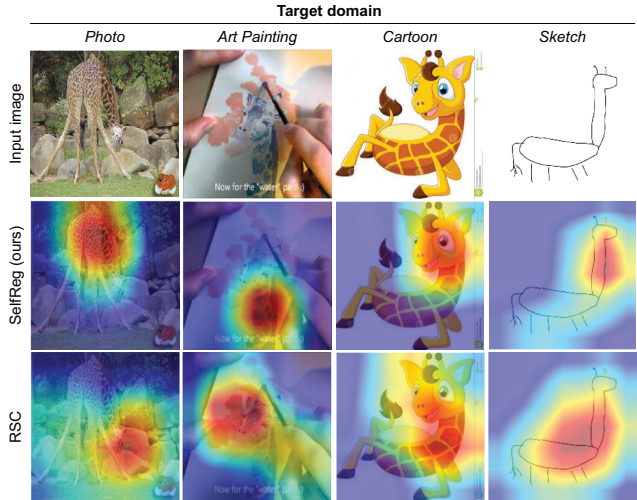 Target domain
Photo Art Painting Cartoon Sketch
Input image
Now for the "water" part! :)
SelfReg (ours)
Now for the "water" part! :)
RSC
Now for the "water" part! :)